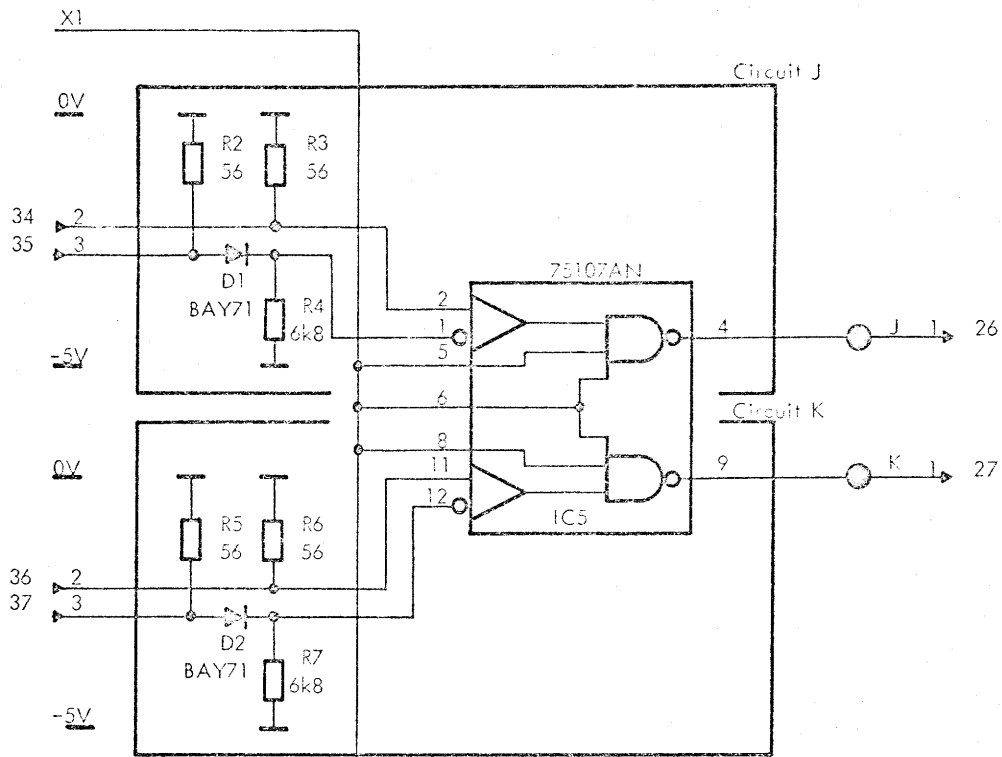 X1
Circuit J
0V
R2
56
R3
56
34
2
35
3
D1
BAY71
R4
6k8
-5V
75107AN
2
1
5
6
8
11
12
4
J
1
26
Circuit K
9
K
1
27
IC5
0V
R5
56
R6
56
36
2
37
3
D2
BAY71
R7
6k8
-5V